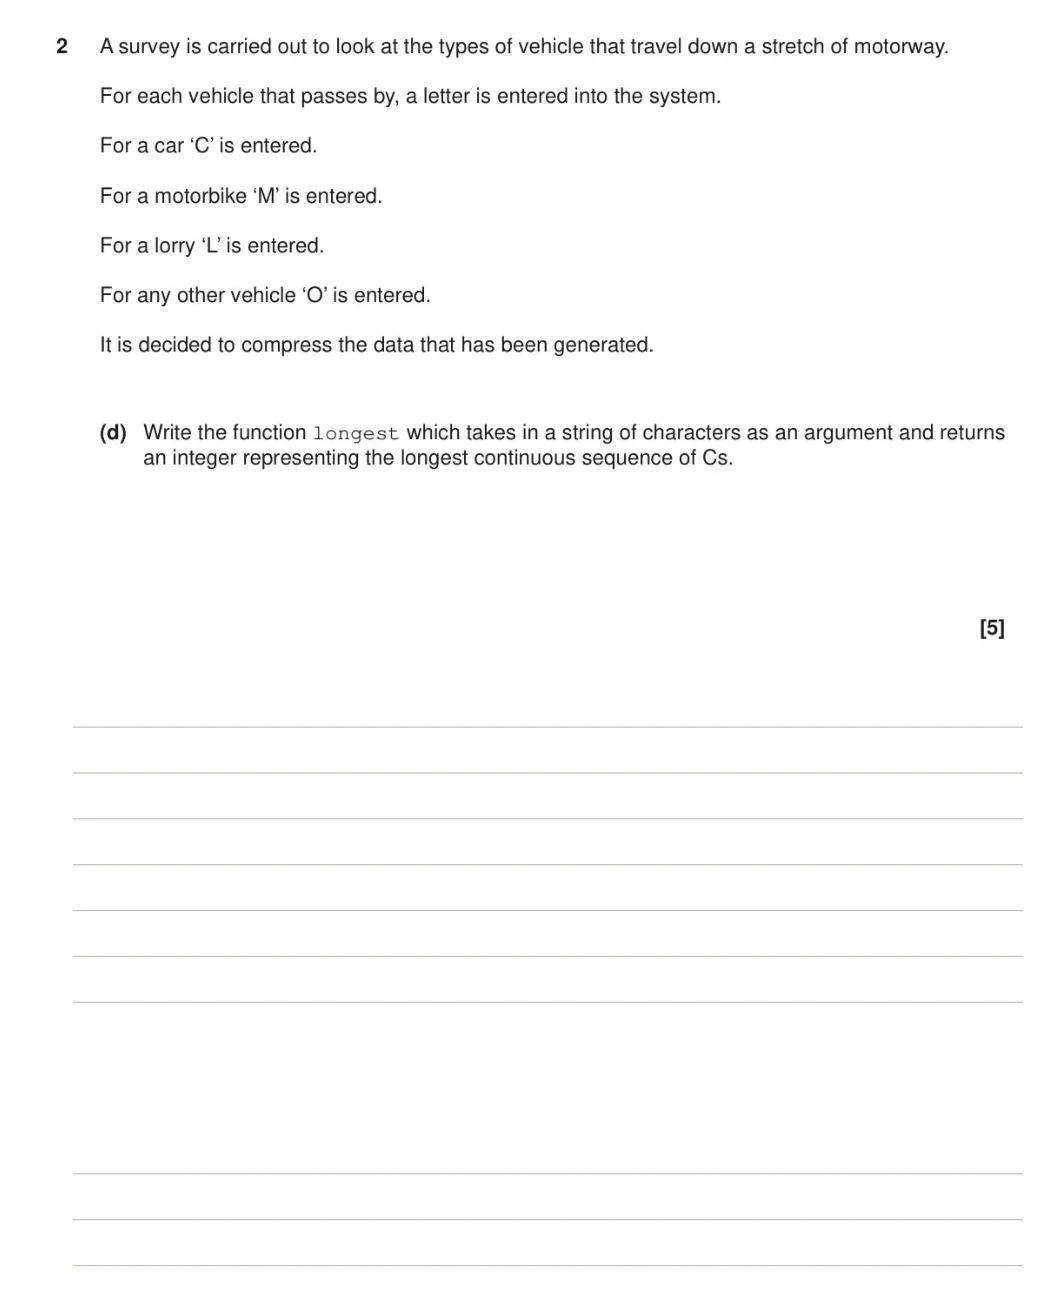 2 A survey is carried out to look at the types of vehicle that travel down a stretch of motorway.
For each vehicle that passes by, a letter is entered into the system.
For a car ‘C’ is entered.
For a motorbike ‘M’ is entered.
For a lorry ‘L’ is entered.
For any other vehicle ‘O’ is entered.
It is decided to compress the data that has been generated.
(d) Write the function longest which takes in a string of characters as an argument and returns
an integer representing the longest continuous sequence of Cs.
[5]